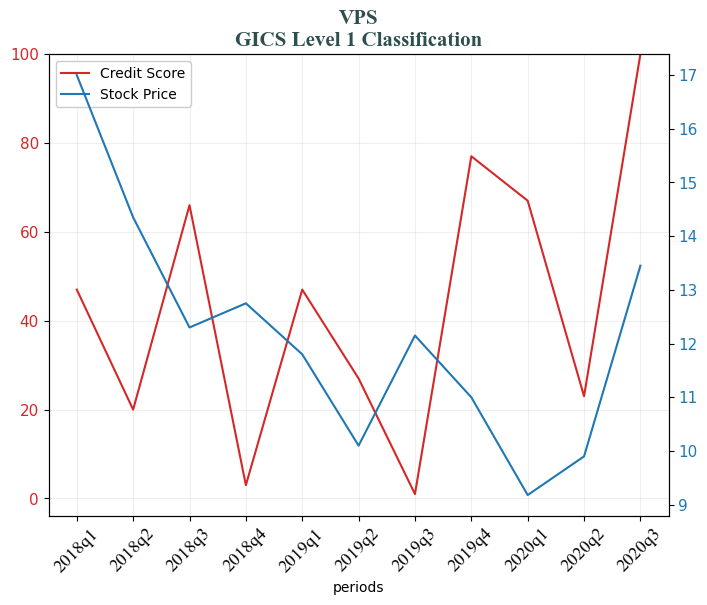 VPS
GICS Level 1 Classification
Credit Score
Stock Price
100
80
60
40
20
0
17
16
15
14
13
12
11
10
9
2018q1
2018q2
2018q3
2018q4
2019q1
2019q2
2019q3
2019q4
2020q1
2020q2
2020q3
periods